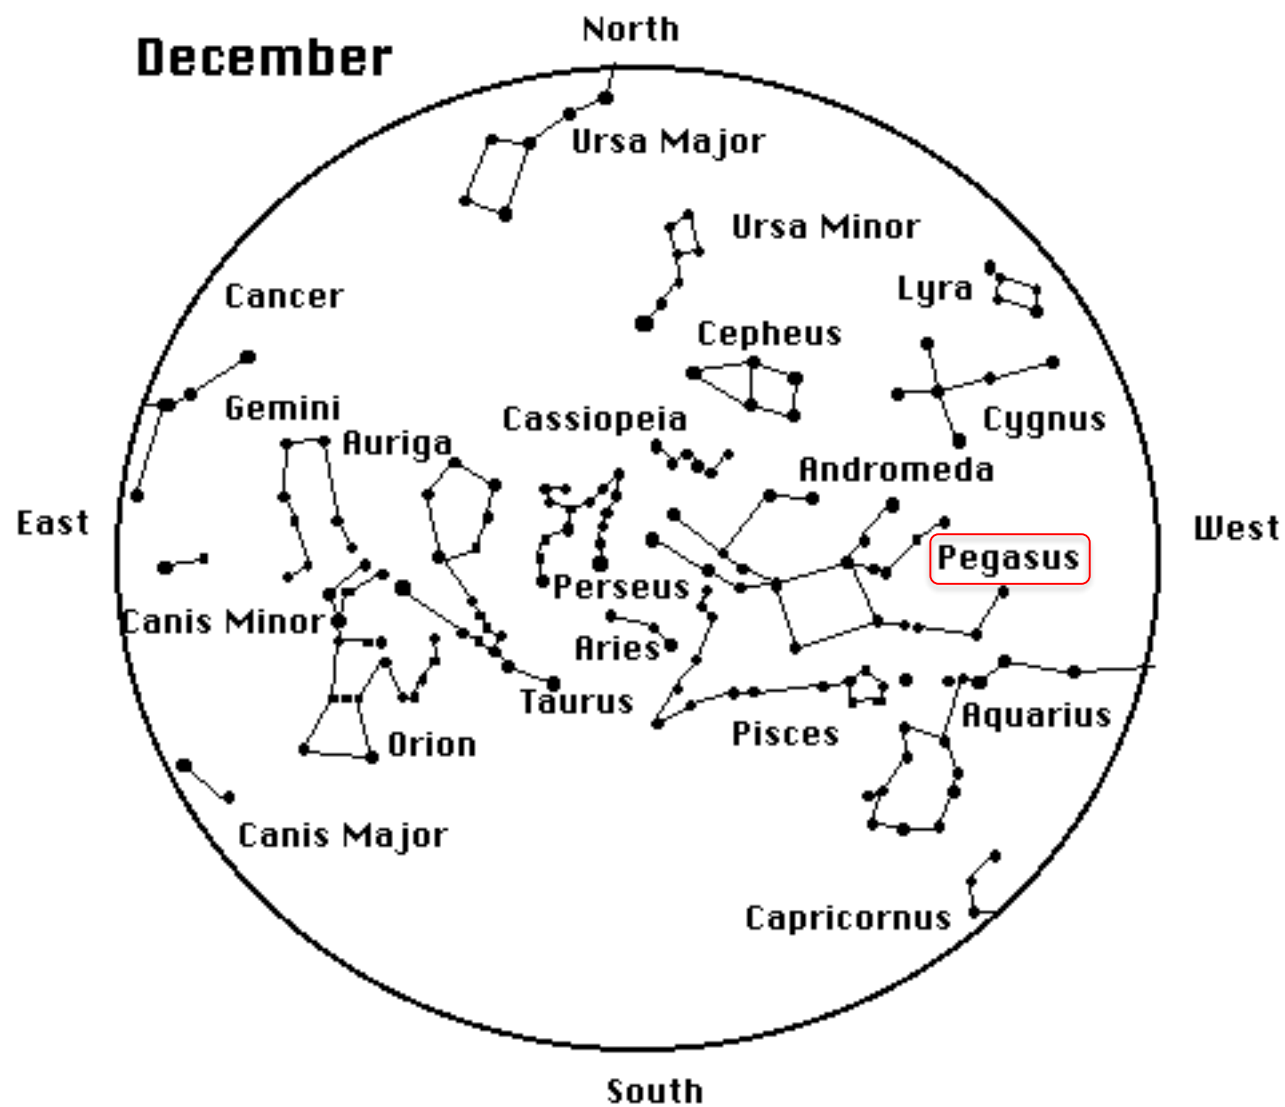 North
December
Ursa Major
Ursa Minor
Lyra
Cancer
Cepheus
Gemini
Cassiopeia
Cygnus
Auriga
Andromeda
East
West
Pegasus
Perseus
Canis Minor
Aries
Taurus
Aquarius
Pisces
Orion
Canis Major
Capricornus
South